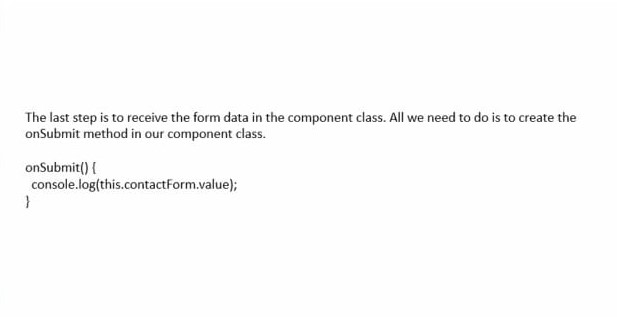 The last step is to receive the form data in the component class. All we need to do is to create the
onSubmit method in our component class.
onSubmit() {
console.log(this.contactForm.value);
}